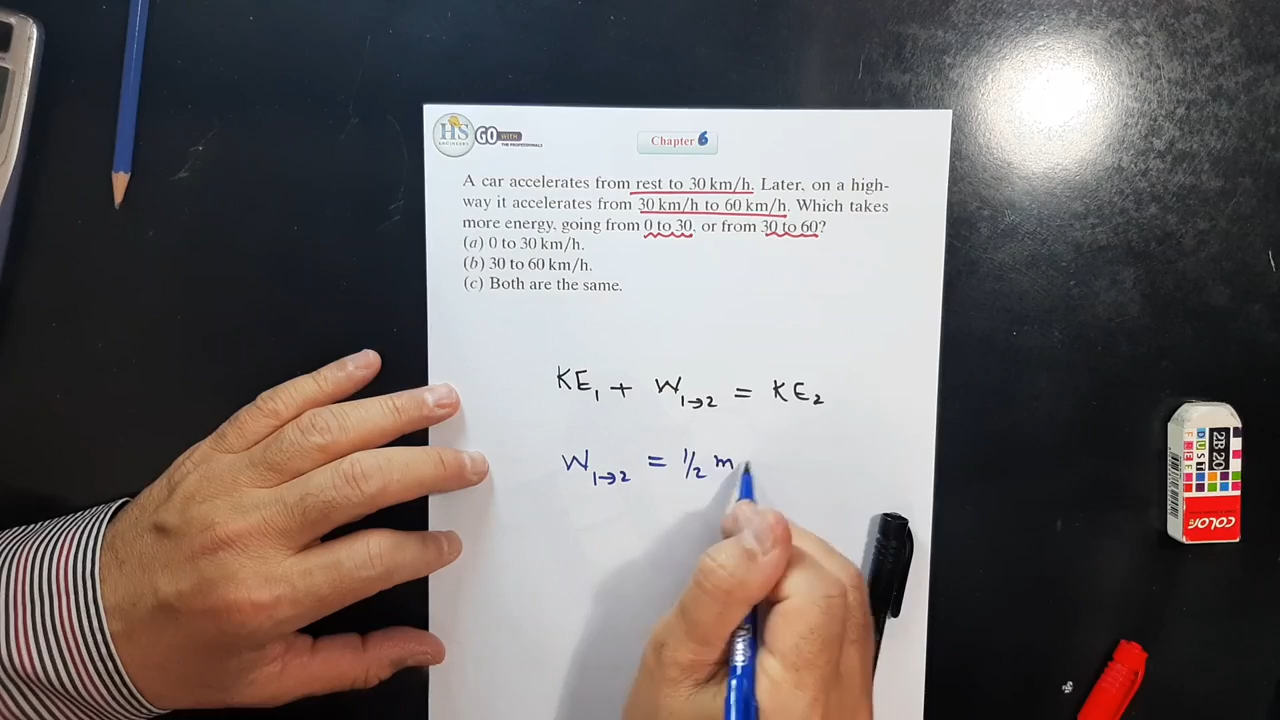 HS
ENGINEERS
GO WITH
THE PROFESSIONALS
Chapter 6
A car accelerates from rest to 30 km/h. Later, on a high-
way it accelerates from 30 km/h to 60 km/h. Which takes
more energy, going from 0 to 30, or from 30 to 60?
(a) 0 to 30 km/h.
(b) 30 to 60 km/h.
(c) Both are the same.
KE₁ + W₁→₂ = KE₂
W₁→₂ = ½ m
2B 20
DUST
FREE
COLOR